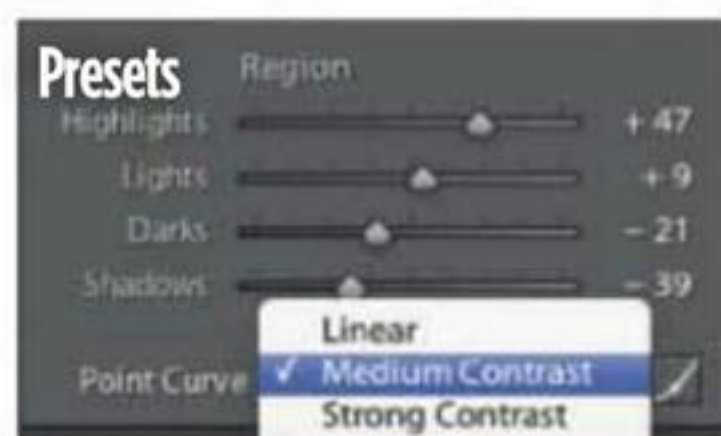 Presets Region
Highlights + 47
Lights + 9
Darks - 21
Shadows - 39
Linear
Point Curve ✓ Medium Contrast
Strong Contrast